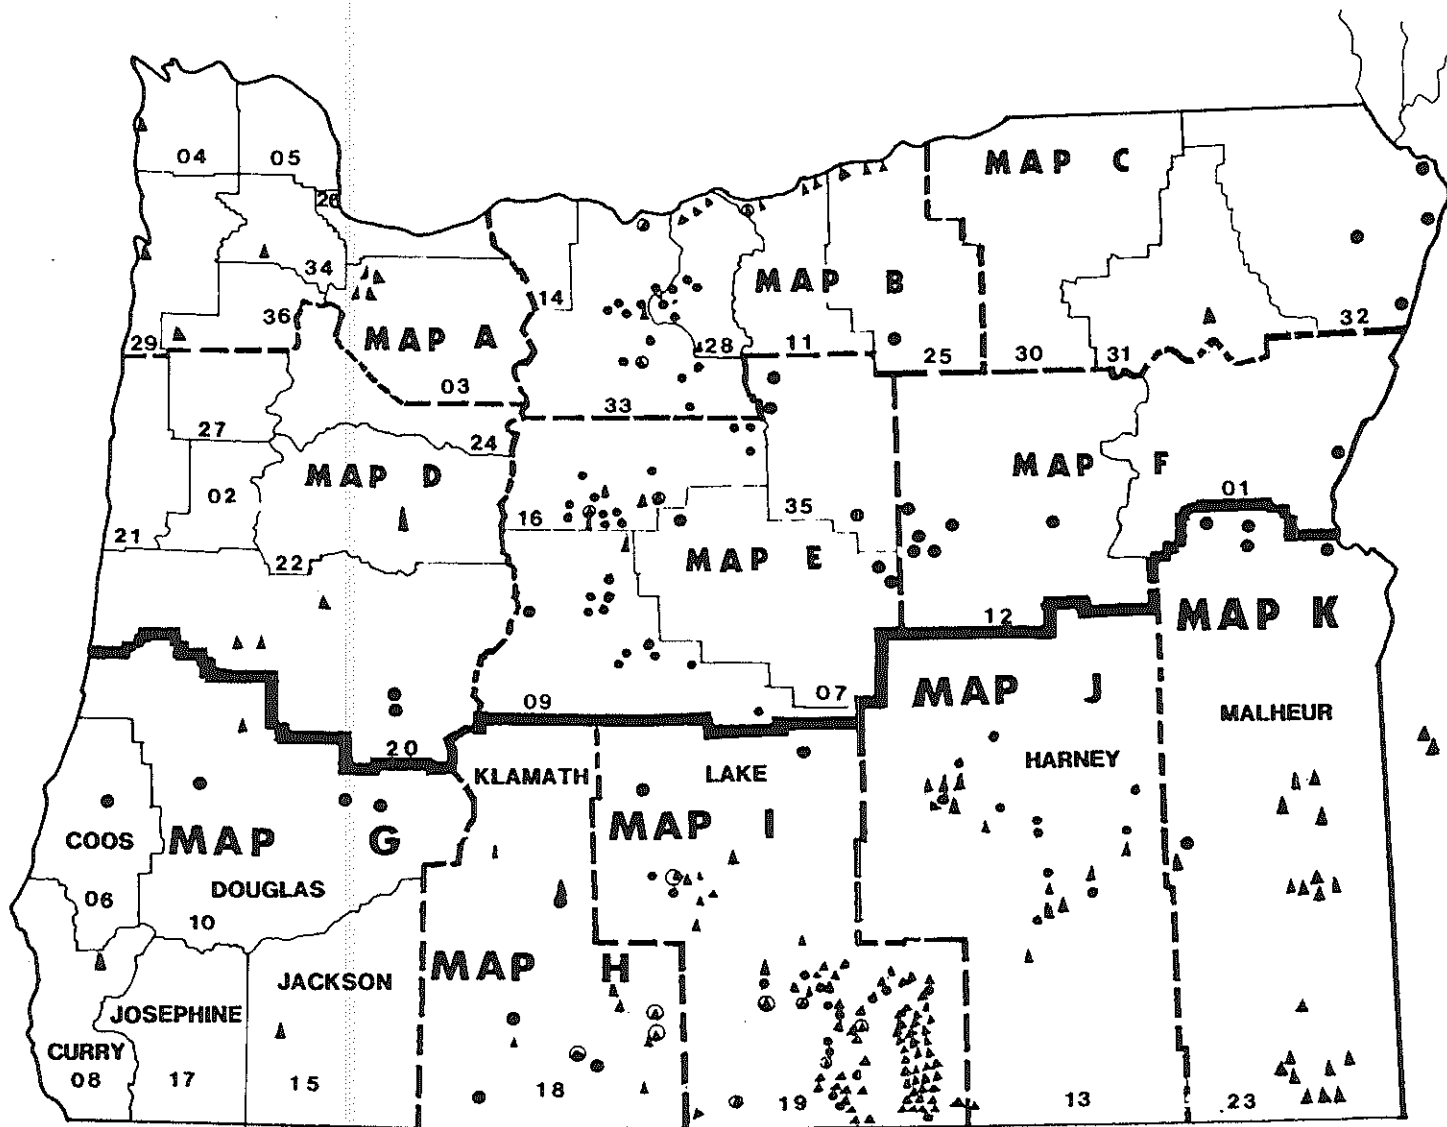 04 05
26
MAP C
34
14
MAP B
36
MAP A
29
28 11
32
25 30 31
03
33
27
24
MAP D
MAP F
02
01
16
35
21
22
MAP E
12
MAP K
MAP J
09
07
MALHEUR
20
KLAMATH
LAKE
HARNEY
COOS
MAP G
MAP I
DOUGLAS
06
10
MAP H
JACKSON
JOSEPHINE
CURRY
08
17
15
18
19
13
23